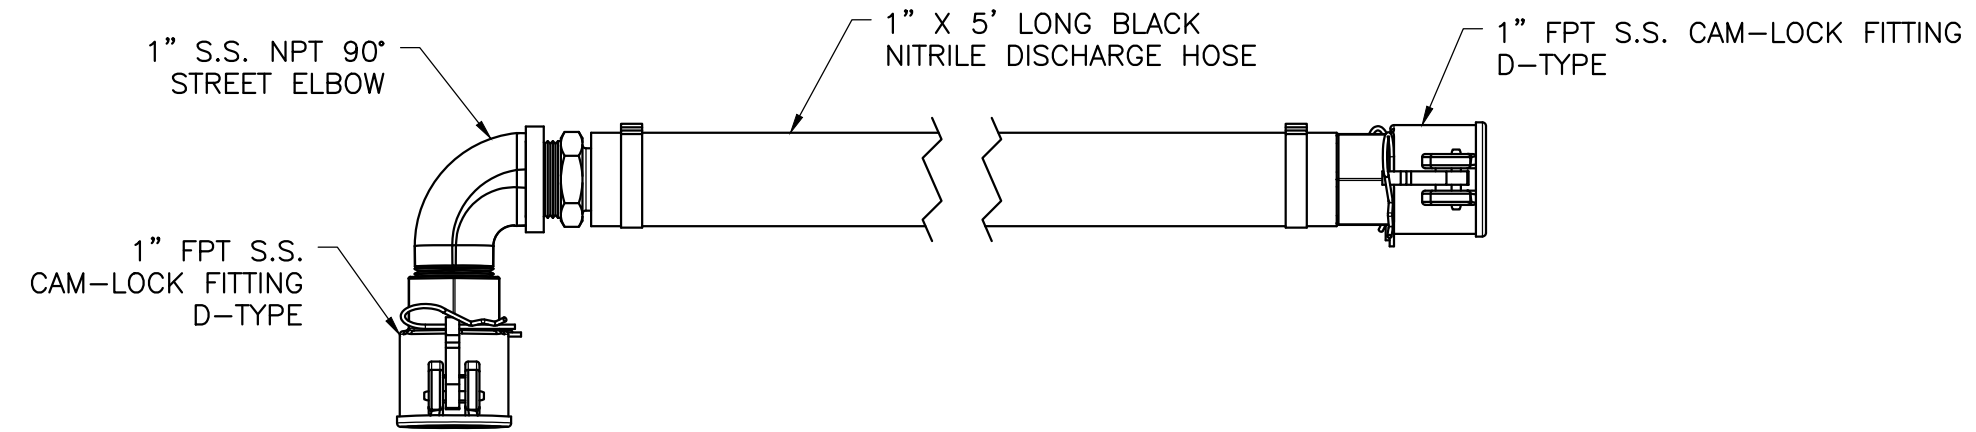 1” S.S. NPT 90°
STREET ELBOW
1” X 5’ LONG BLACK
NITRILE DISCHARGE HOSE
1” FPT S.S. CAM–LOCK FITTING
D–TYPE
1” FPT S.S.
CAM–LOCK FITTING
D–TYPE